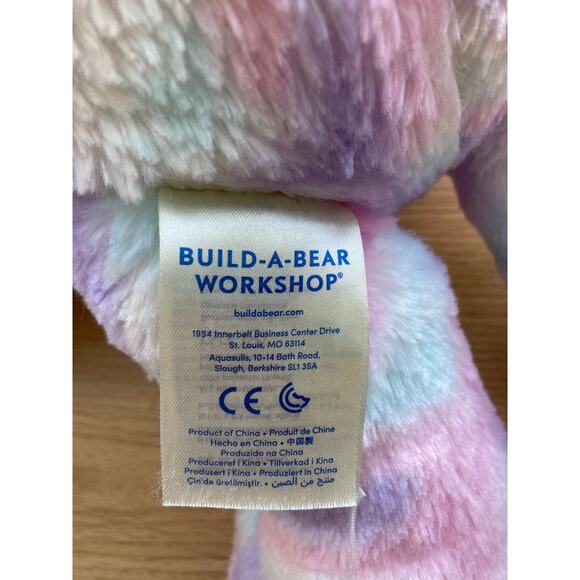 BUILD-A-BEAR
WORKSHOP®
buildabear.com
1954 Innerbelt Business Center Drive
St. Louis, MO 63114
Aquasulis, 10-14 Bath Road,
Slough, Berkshire SL1 3SA
CE
Product of China • Produit de Chine
Hecho en China • 中国製
Produzido na China
Produceret i Kina • Tillverkad i Kina
Produsert i Kina • Produziert in China
Çin'de üretilmiştir. منتج من الصين